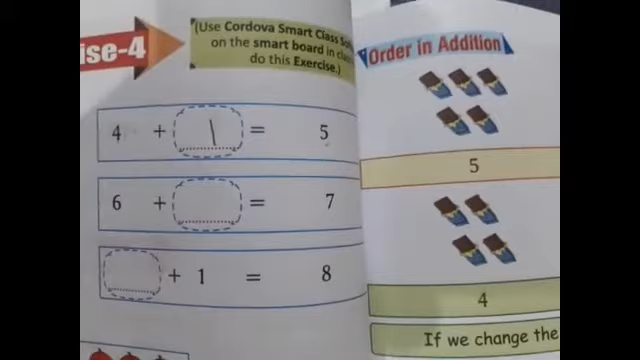 ise-4
(Use Cordova Smart Class
on the smart board in
do this Exercise.)
4 + 1 = 5
6 + = 7
+ 1 = 8
Order in Addition
5
4
If we change the